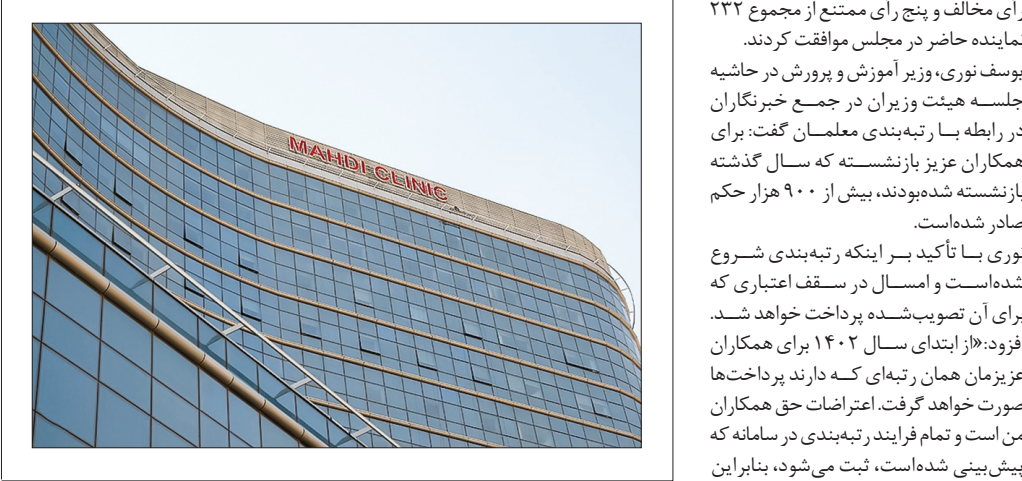 رأی مخالف و پنج رأی ممتنع از مجموع ۲۳۲
نماینده حاضر در مجلس موافقت کردند.
یوسف نوری، وزیر آموزش و پرورش در حاشیه
جلسه هیئت وزیران در جمع خبرنگاران
در رابطه با رتبه‌بندی معلمان گفت: برای
همکاران عزیز بازنشسته که سال گذشته
بازنشسته شده‌بودند، بیش از ۹۰۰ هزار حکم
صادر شده‌است.
نوری با تأکید بر اینکه رتبه‌بندی شروع
شده‌است و امسال در سقف اعتباری که
برای آن تصویب‌شده پرداخت خواهد شد.
افزود:«از ابتدای سال ۱۴۰۲ برای همکاران
عزیزمان همان رتبه‌ای که دارند پرداخت‌ها
صورت خواهد گرفت. اعتراضات حق همکاران
من است و تمام فرایند رتبه‌بندی در سامانه که
پیش‌بینی شده‌است، ثبت می‌شود، بنابراین
MAHDI CLINIC